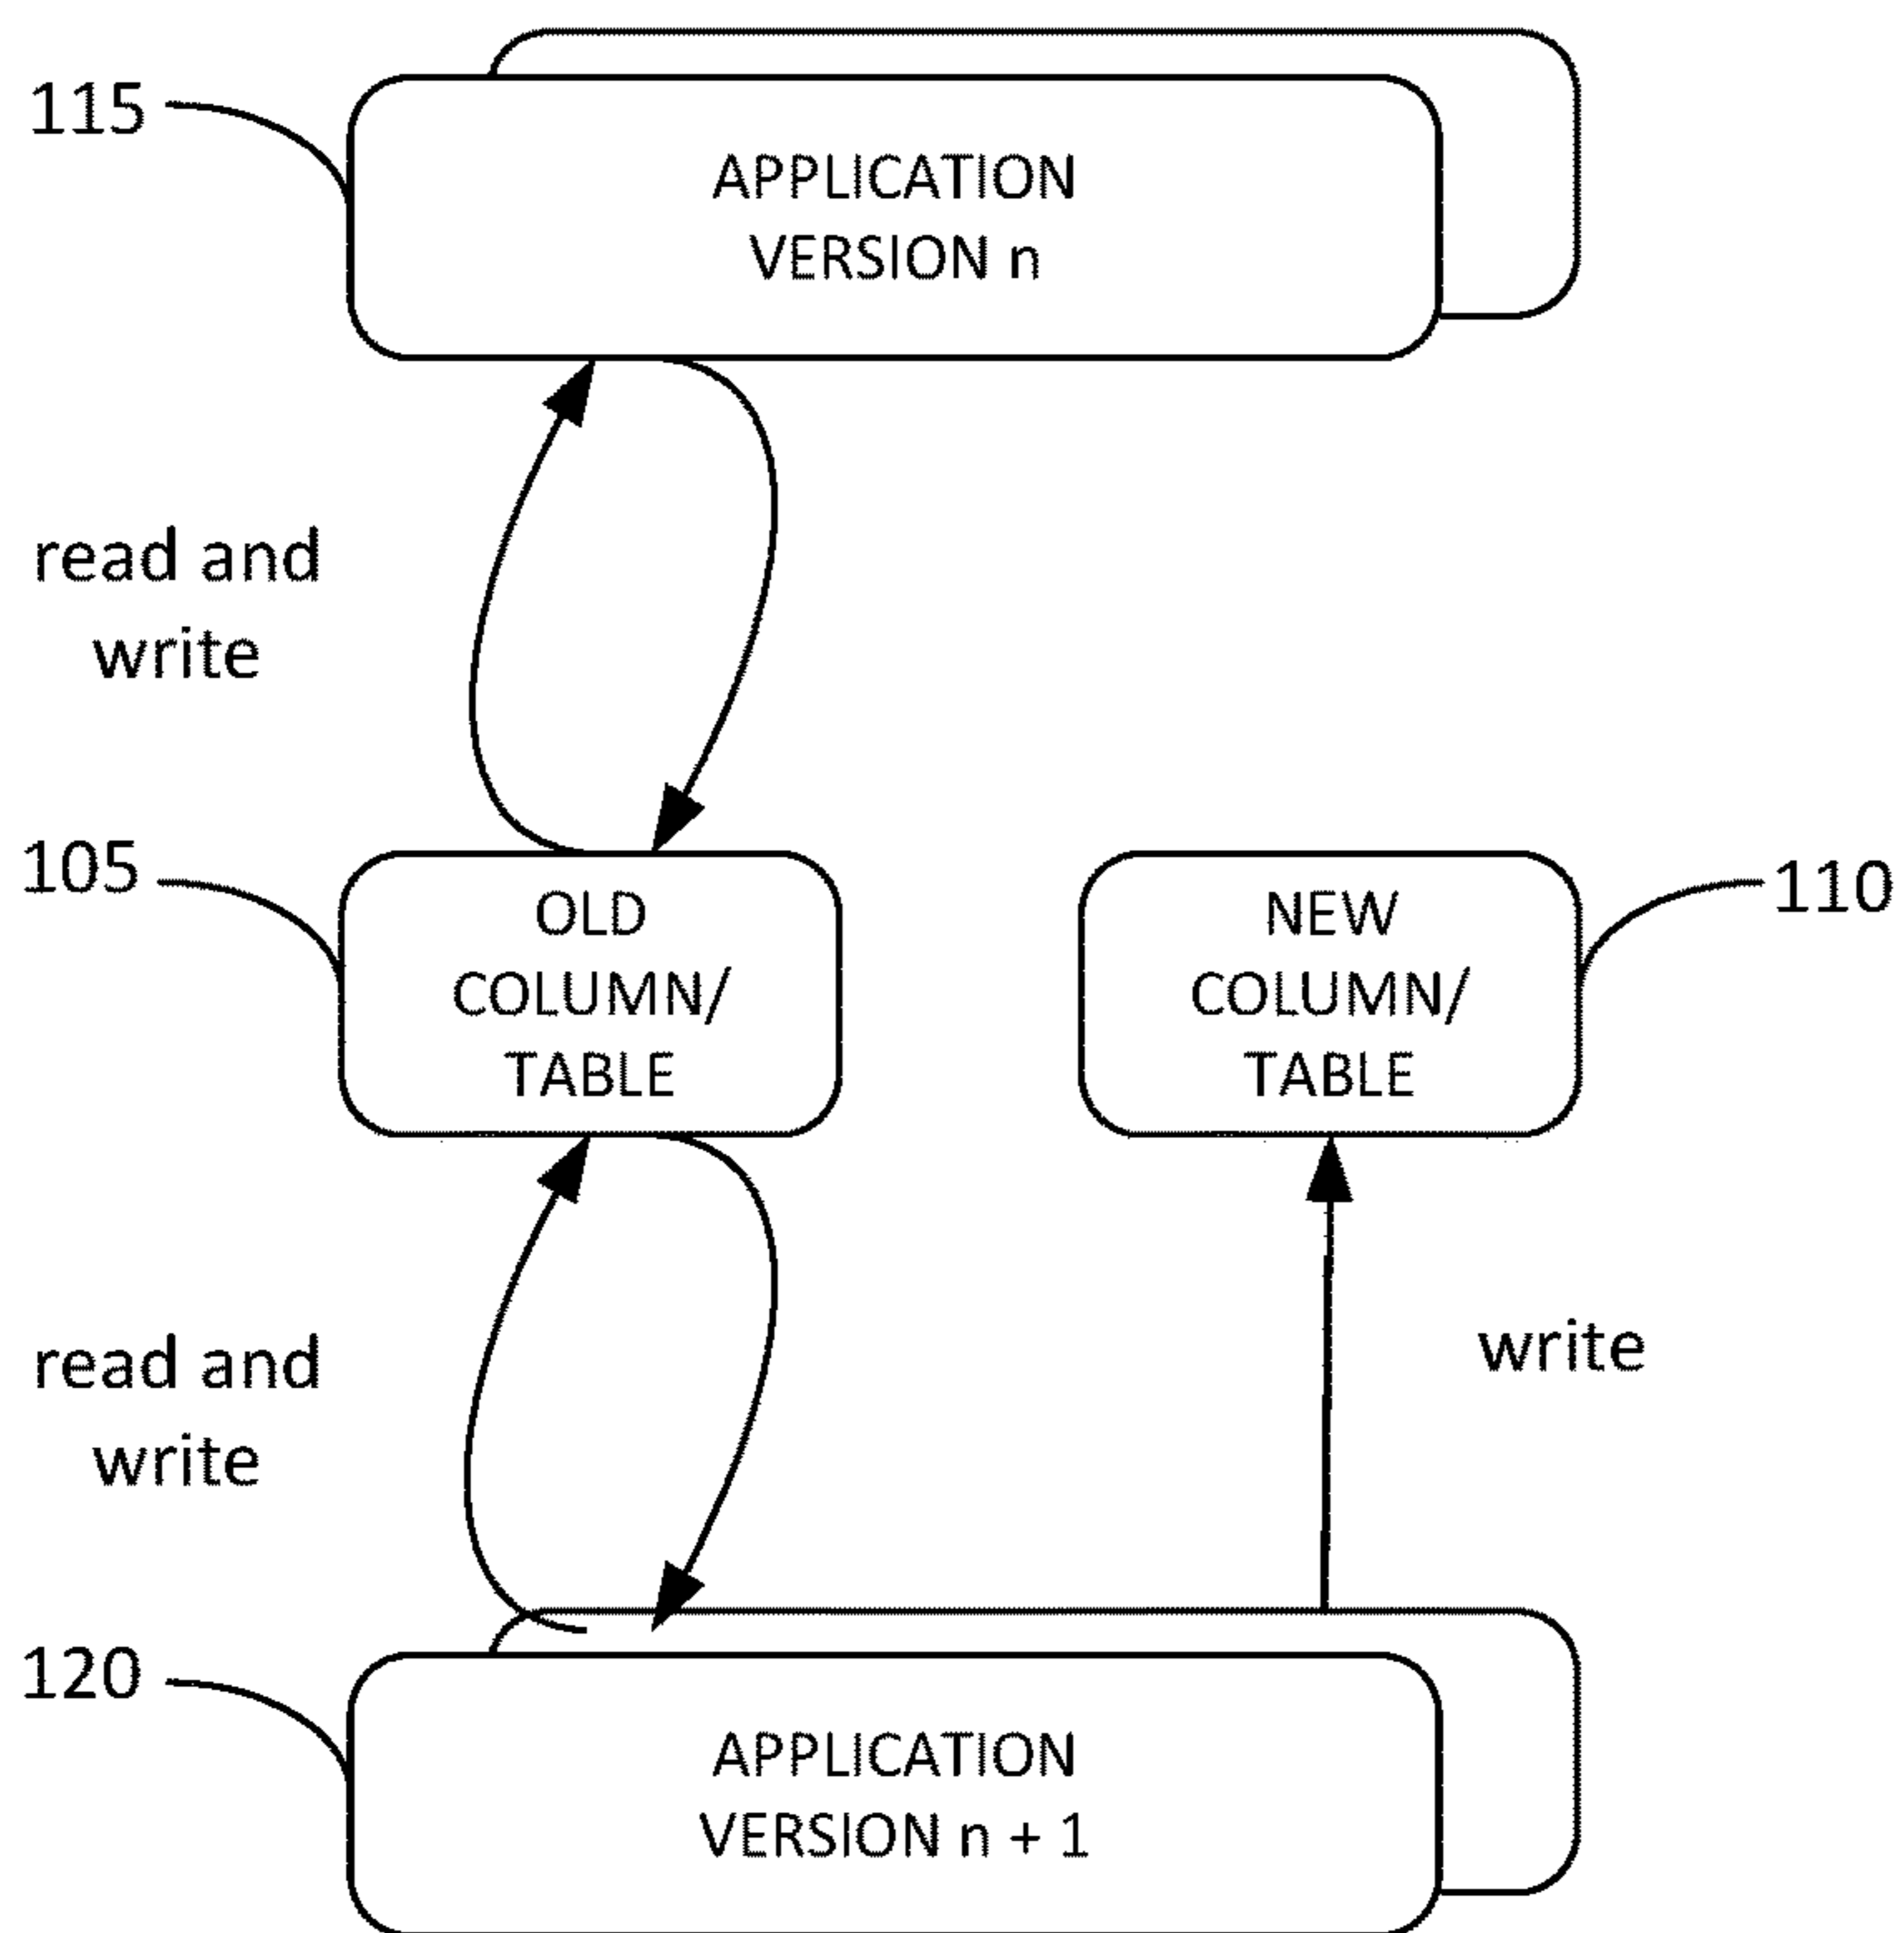 115
APPLICATION
VERSION n
read and
write
105
OLD
COLUMN/
TABLE
NEW
COLUMN/
TABLE
110
read and
write
write
120
APPLICATION
VERSION n + 1